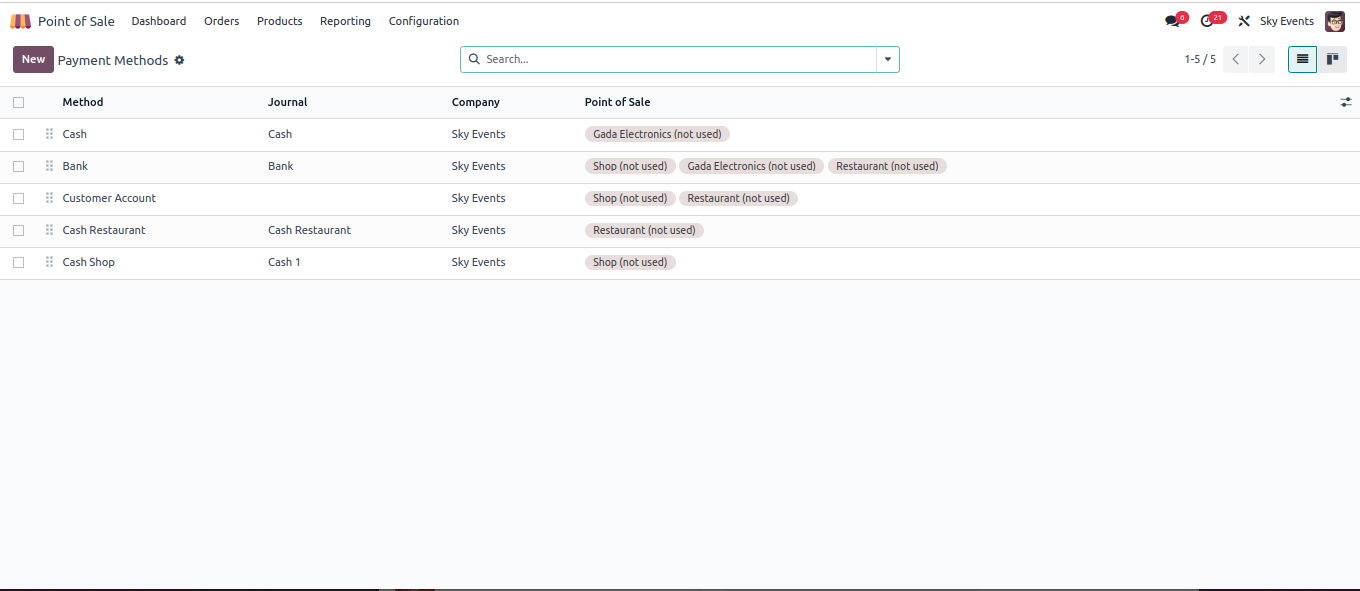 Point of Sale Dashboard Orders Products Reporting Configuration 6 21 Sky Events
New Payment Methods Search... 1-5 / 5
Method Journal Company Point of Sale
Cash Cash Sky Events Gada Electronics (not used)
Bank Bank Sky Events Shop (not used) Gada Electronics (not used) Restaurant (not used)
Customer Account Sky Events Shop (not used) Restaurant (not used)
Cash Restaurant Cash Restaurant Sky Events Restaurant (not used)
Cash Shop Cash 1 Sky Events Shop (not used)